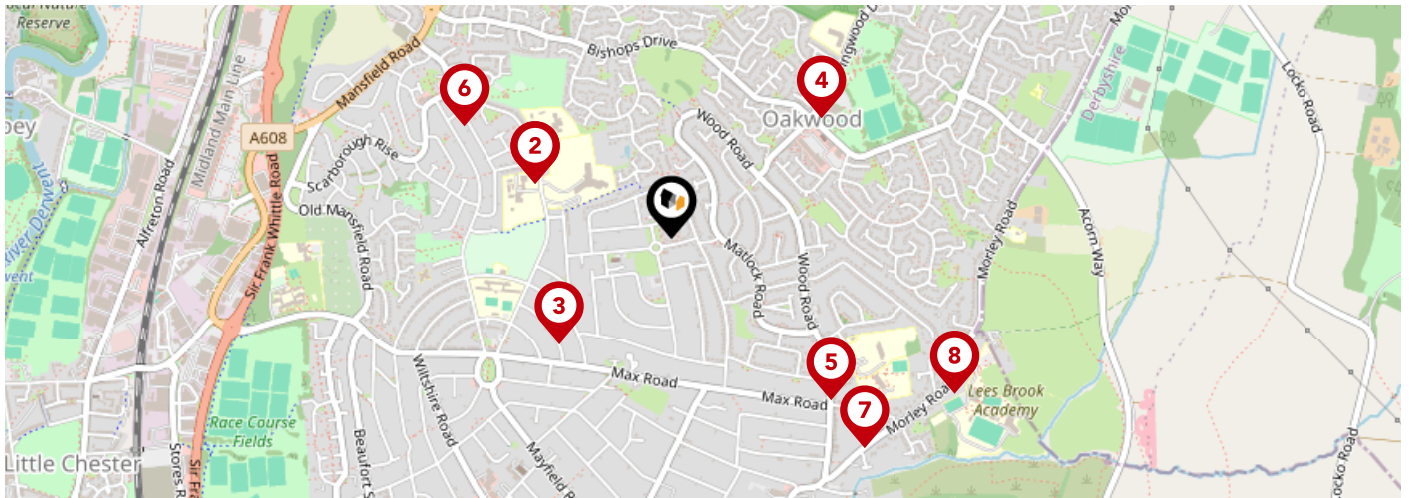 Reserve
Mansfield Road
Bishops Drive
Derbyshire
Locko Road
6
4
Oakwood
A608
Midland Main Line
Scarborough Rise
2
Wood Road
Alfreton Road
River Derwent
Old Mansfield Road
Sir Frank Whittle Road
Matlock Road
Wood Road
Morley Road
Acorn Way
3
5
8
Max Road
Max Road
7
Morley Road
Lees Brook
Academy
Wiltshire Road
Race Course
Fields
Little Chester
Mayfield R
Beaufort S
Stores R
Locko Road